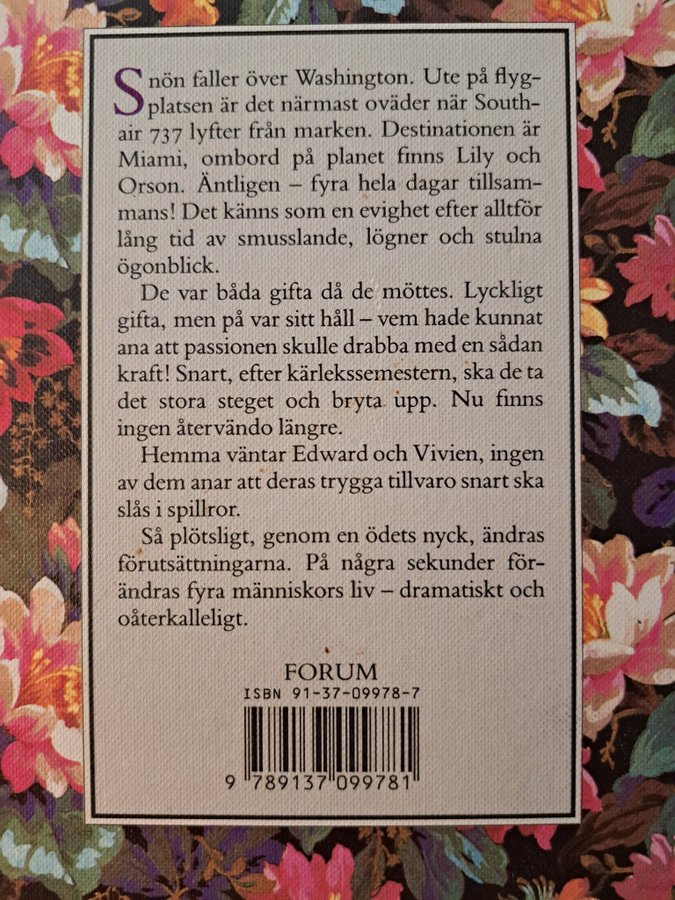 Snön faller över Washington. Ute på flyg-
platsen är det närmast oväder när South-
air 737 lyfter från marken. Destinationen är
Miami, ombord på planet finns Lily och
Orson. Äntligen – fyra hela dagar tillsam-
mans! Det känns som en evighet efter alltför
lång tid av smusslande, lögner och stulna
ögonblick.
De var båda gifta då de möttes. Lyckligt
gifta, men på var sitt håll – vem hade kunnat
ana att passionen skulle drabba med en sådan
kraft! Snart, efter kärlekssemestern, ska de ta
det stora steget och bryta upp. Nu finns
ingen återvändo längre.
Hemma väntar Edward och Vivien, ingen
av dem anar att deras trygga tillvaro snart ska
slås i spillror.
Så plötsligt, genom en ödets nyck, ändras
förutsättningarna. På några sekunder för-
ändras fyra människors liv – dramatiskt och
oåterkalleligt.
FORUM
ISBN 91-37-09978-7
9 789137 099781